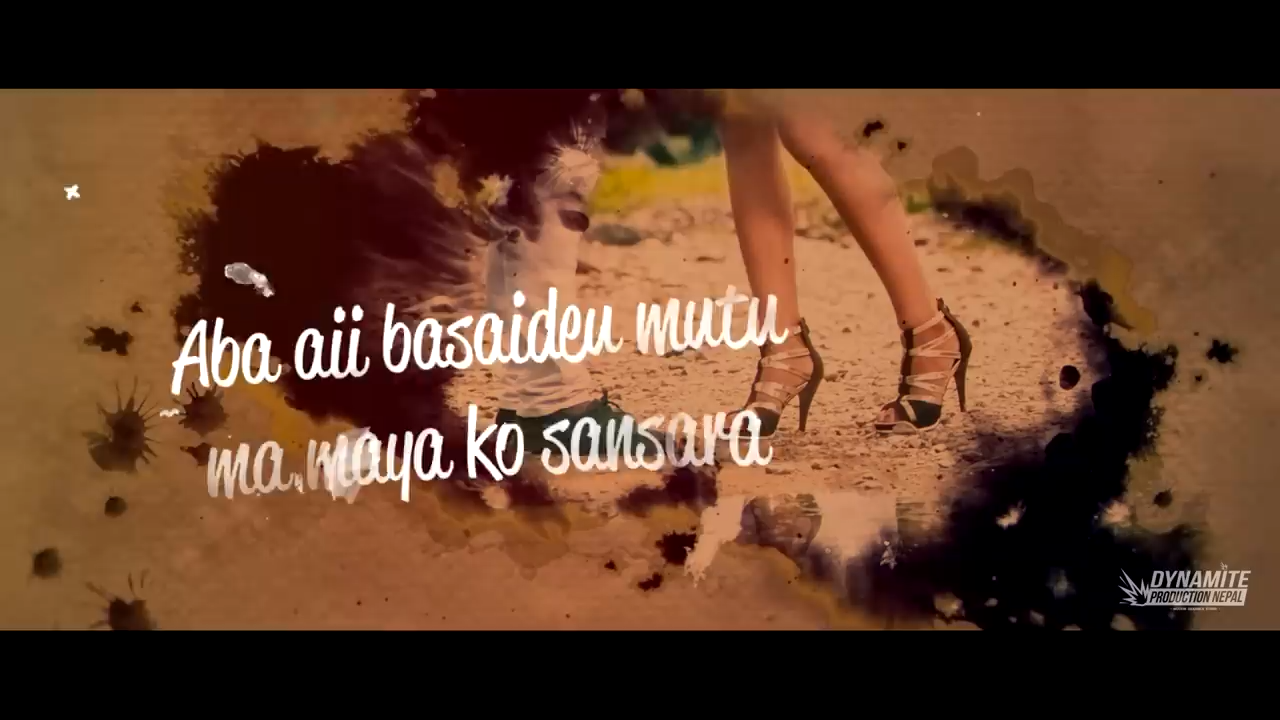 Aba aii basaideu mutu
ma maya ko sansara
DYNAMITE
PRODUCTION NEPAL